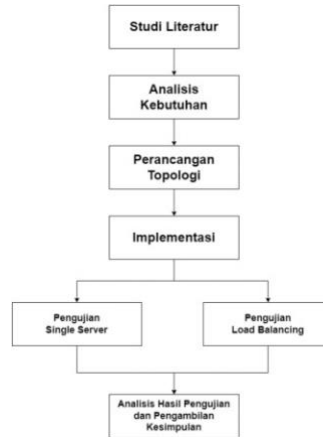 Studi Literatur
Analisis
Kebutuhan
Perancangan
Topologi
Implementasi
Pengujian
Single Server
Pengujian
Load Balancing
Analisis Hasil Pengujian
dan Pengambilan
Kesimpulan